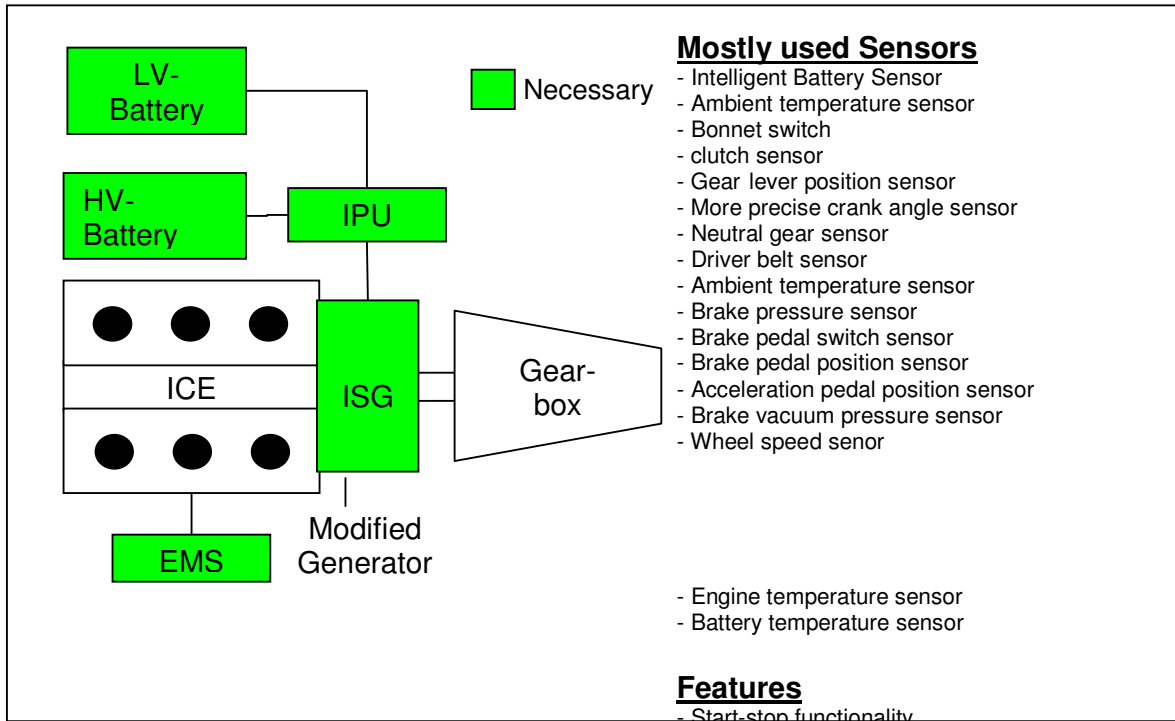 LV-
Battery
HV-
Battery
IPU
ICE
ISG
Gear-
box
EMS
Modified
Generator
Necessary
Mostly used Sensors
- Intelligent Battery Sensor
- Ambient temperature sensor
- Bonnet switch
- clutch sensor
- Gear lever position sensor
- More precise crank angle sensor
- Neutral gear sensor
- Driver belt sensor
- Ambient temperature sensor
- Brake pressure sensor
- Brake pedal switch sensor
- Brake pedal position sensor
- Acceleration pedal position sensor
- Brake vacuum pressure sensor
- Wheel speed senor
- Engine temperature sensor
- Battery temperature sensor
Features
- Start-stop functionality